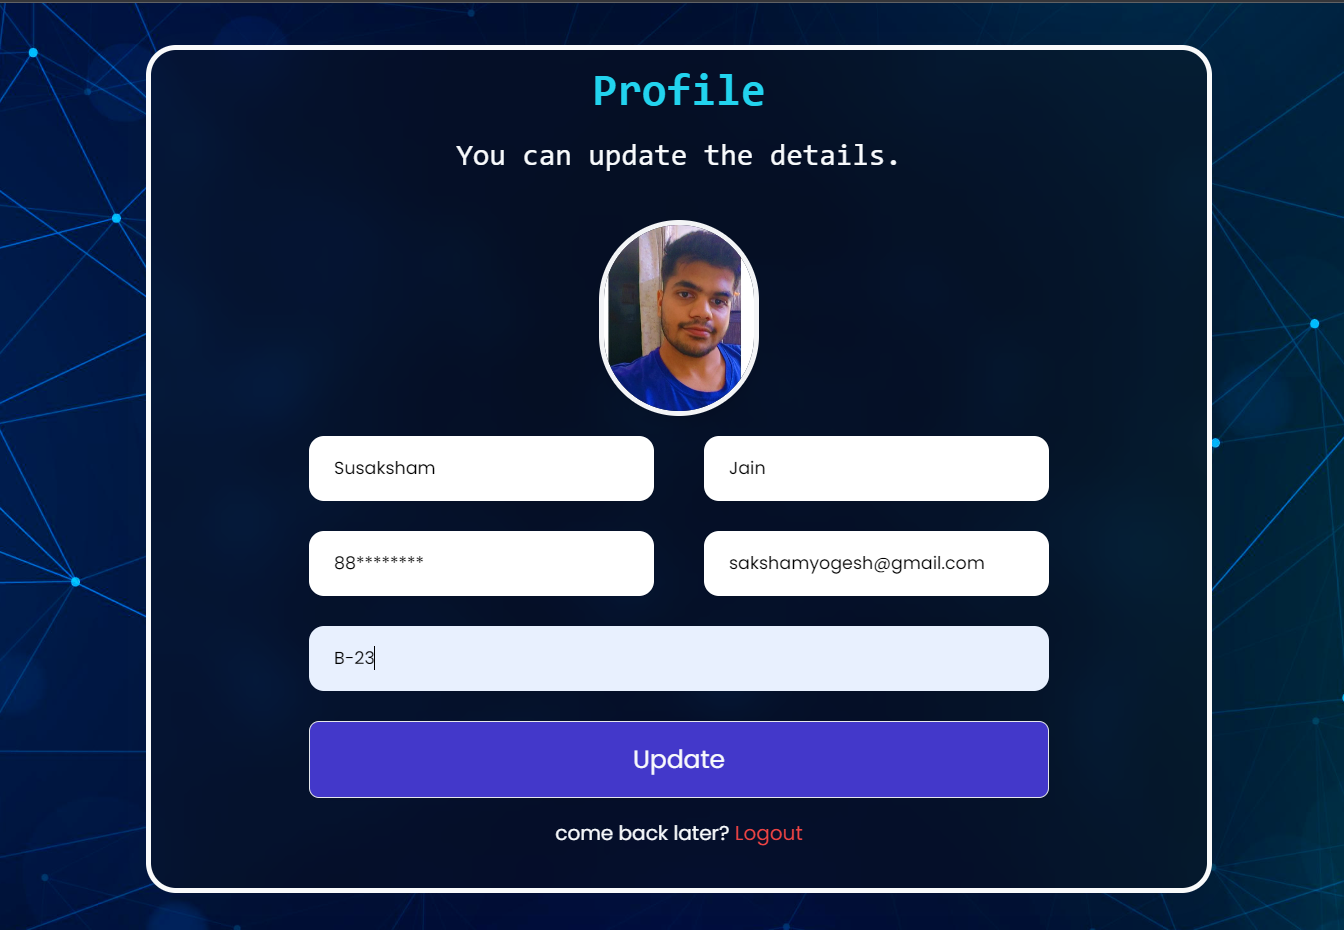 Profile
You can update the details.
Susaksham
Jain
88********
sakshamyogesh@gmail.com
B-23
Update
come back later? Logout